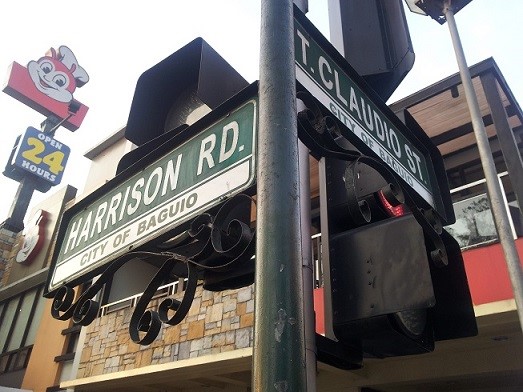 OPEN
24
HOURS
HARRISON RD.
CITY OF BAGUIO
T. CLAUDIO ST.
CITY OF BAGUIO